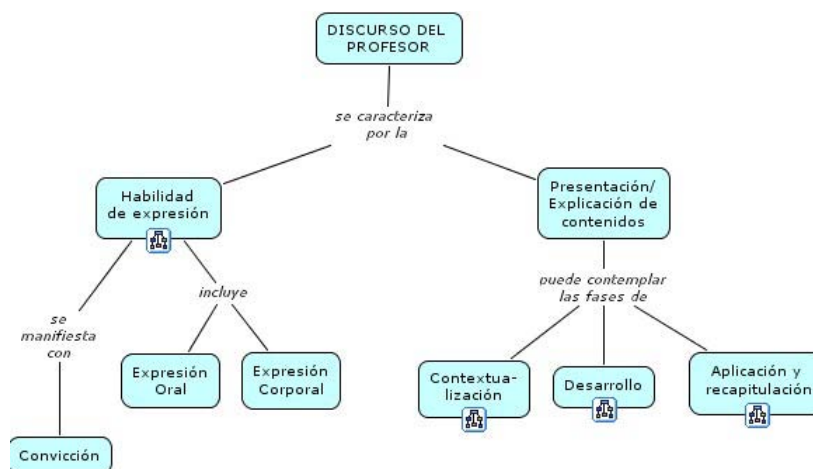 DISCURSO DEL
PROFESOR
se caracteriza
por la
Habilidad
de expresión
Presentación/
Explicación de
contenidos
se
manifiesta
con
incluye
puede contemplar
las fases de
Convicción
Expresión
Oral
Expresión
Corporal
Contextua-
lización
Desarrollo
Aplicación y
recapitulación